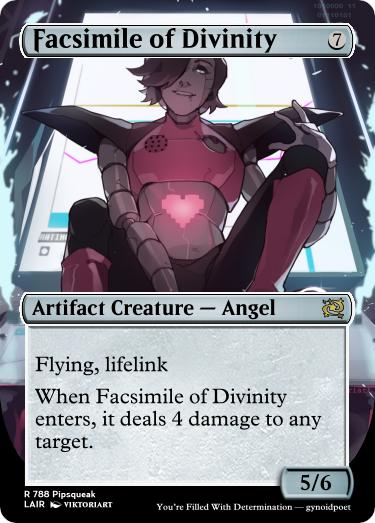 Facsimile of Divinity 7
Artifact Creature — Angel
Flying, lifelink
When Facsimile of Divinity
enters, it deals 4 damage to any
target.
5/6
R 788 Pipsqueak
LAIR VIKTORIART
You're Filled With Determination — gynoidpoet